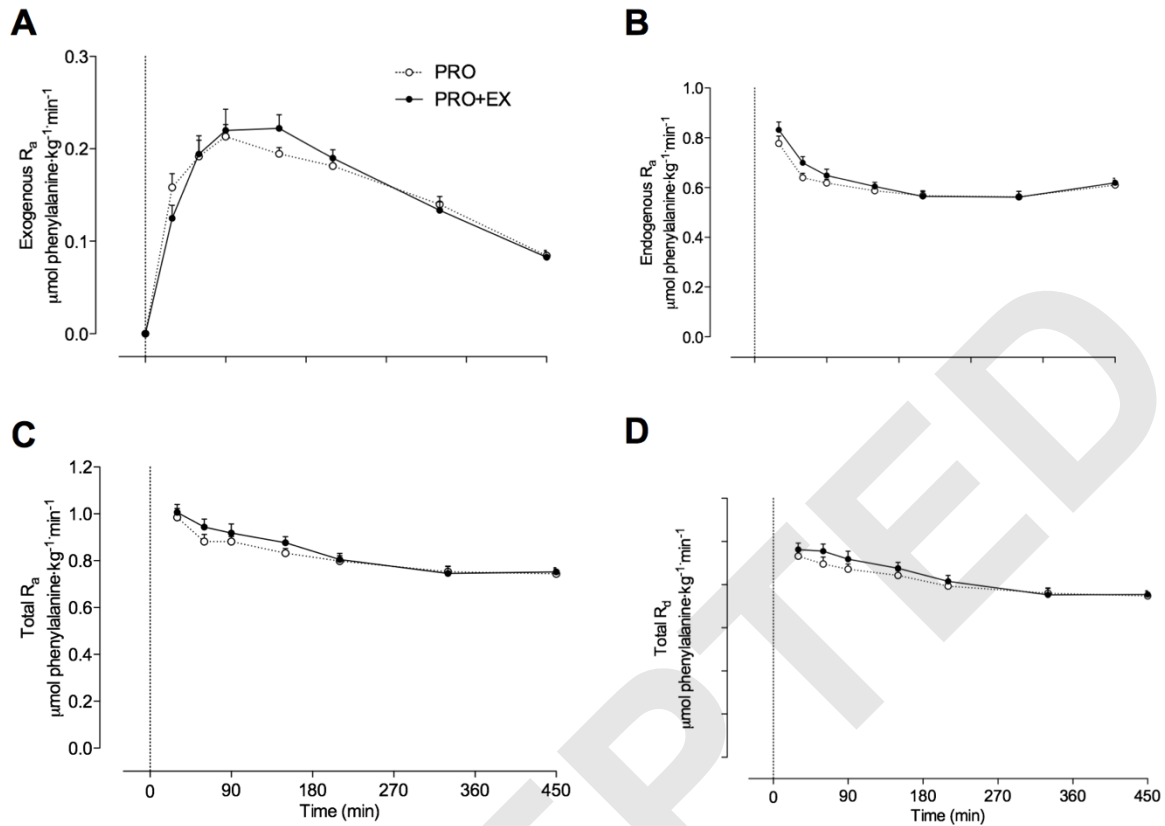 A
0.3
0.2
0.1
0.0
Exogenous Ra
µmol phenylalanine·kg-1·min-1
PRO
PRO+EX
B
1.0
0.8
0.6
0.4
0.2
0.0
Endogenous Ra
µmol phenylalanine·kg-1·min-1
C
1.2
1.0
0.8
0.6
0.4
0.2
0.0
Total Ra
µmol phenylalanine·kg-1·min-1
0 90 180 270 360 450
Time (min)
D
Total Rd
µmol phenylalanine·kg-1·min-1
0 90 180 270 360 450
Time (min)
EPTED